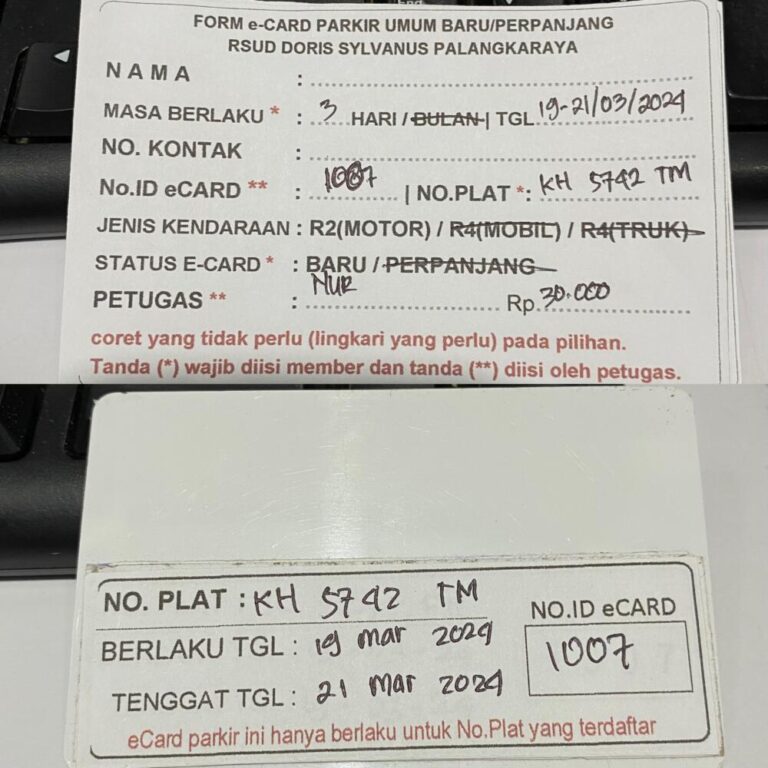 FORM e-CARD PARKIR UMUM BARU/PERPANJANG
RSUD DORIS SYLVANUS PALANGKARAYA
NAMA :
MASA BERLAKU * : 3 HARI / BULAN | TGL 19-21/03/2024
NO. KONTAK :
No.ID eCARD ** : 1007 | NO.PLAT *: KH 5742 TM
JENIS KENDARAAN : R2(MOTOR) / R4(MOBIL) / R4(TRUK)
STATUS E-CARD * : BARU / PERPANJANG
PETUGAS ** : NUR Rp. 30.000
coret yang tidak perlu (lingkari yang perlu) pada pilihan.
Tanda (*) wajib diisi member dan tanda (**) diisi oleh petugas.
NO. PLAT : KH 5742 TM
BERLAKU TGL : 19 mar 2024
TENGGAT TGL : 21 Mar 2024
NO.ID eCARD
1007
eCard parkir ini hanya berlaku untuk No.Plat yang terdaftar